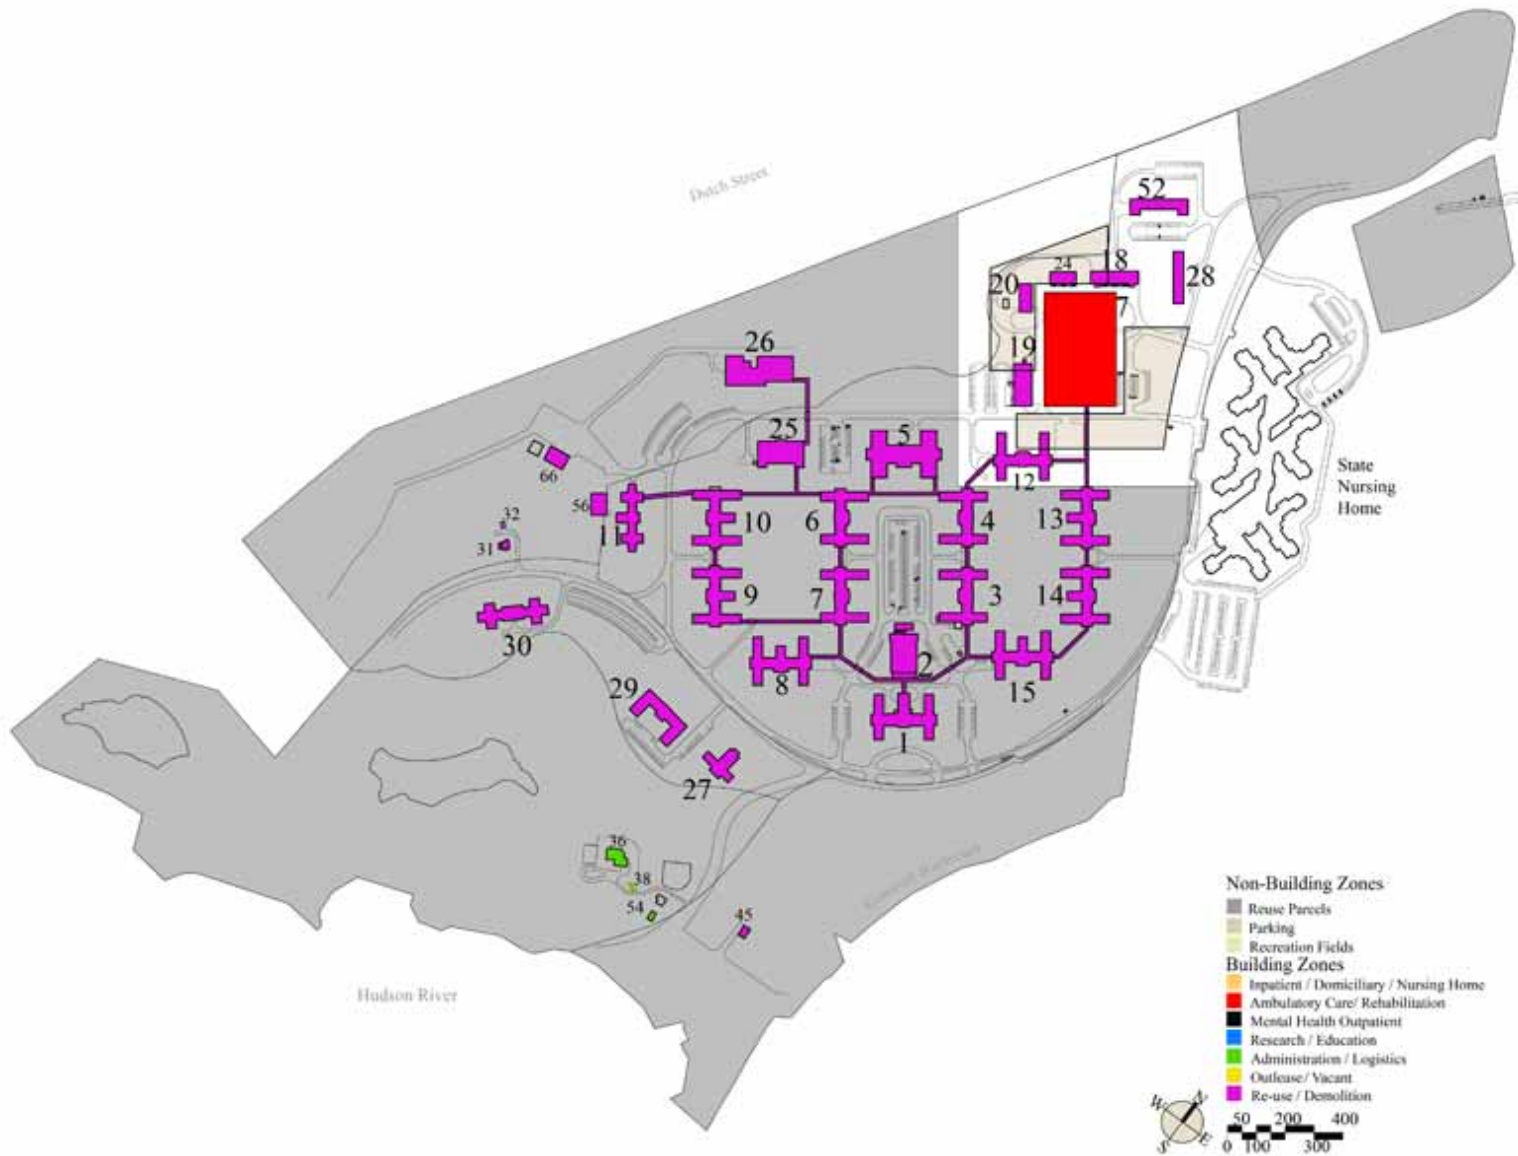 Dutch Street
52
24
18
28
20
7
19
26
25
5
State
Nursing
Home
12
66
56
32
31
11
10
6
4
13
9
7
3
14
30
8
2
15
29
1
27
36
38
54
45
Hudson River
Non-Building Zones
Reuse Parcels
Parking
Recreation Fields
Building Zones
Inpatient / Domiciliary / Nursing Home
Ambulatory Care/ Rehabilitation
Mental Health Outpatient
Research / Education
Administration / Logistics
Outlease / Vacant
Re-use / Demolition
W N
S E
50 200 400
0 100 300